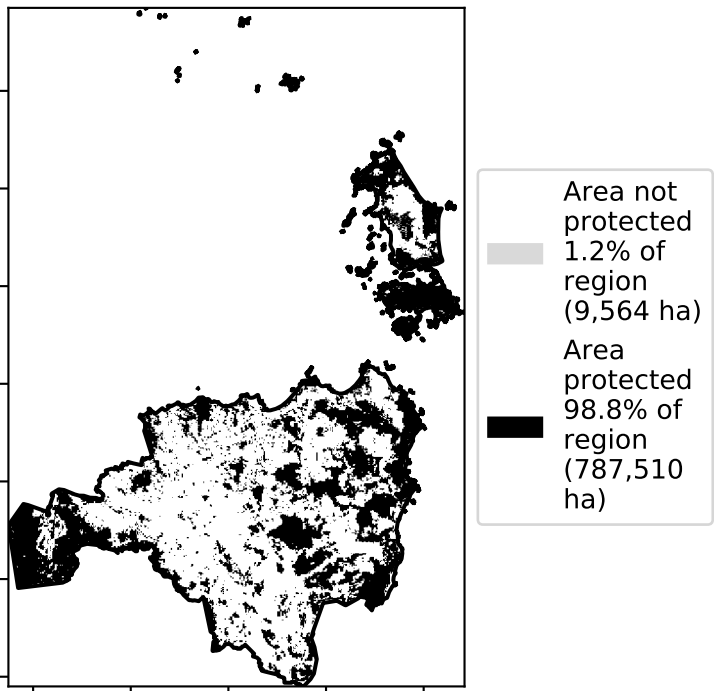 Area not
protected
1.2% of
region
(9,564 ha)
Area
protected
98.8% of
region
(787,510
ha)